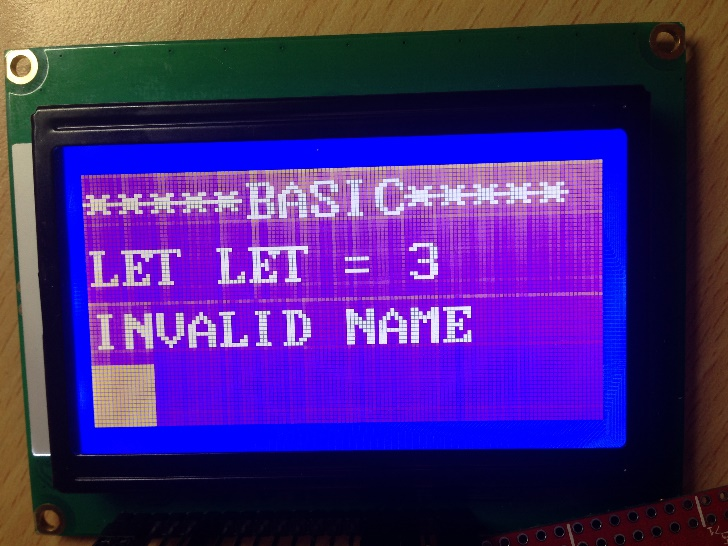 *****BASIC*****
LET LET = 3
INVALID NAME